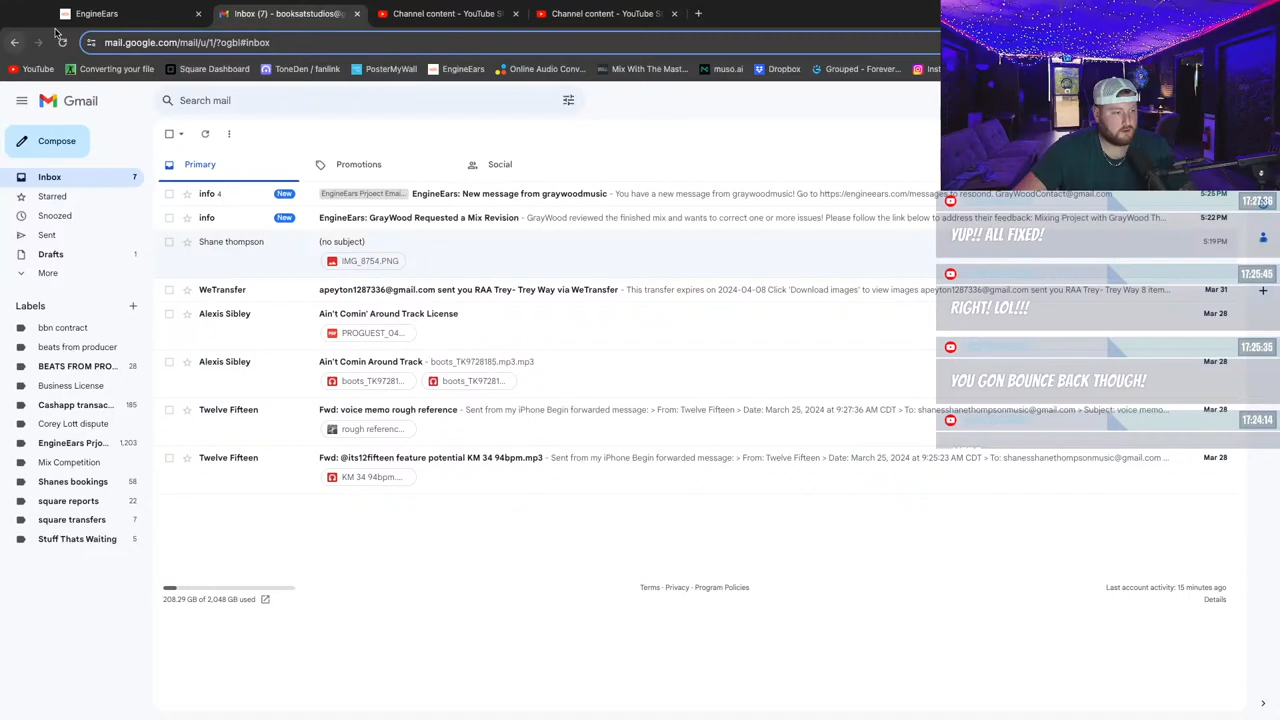 EngineEars
Inbox (7) - booksatstudios@g
Channel content - YouTube S
Channel content - YouTube S
mail.google.com/mail/u/1/?ogbl#inbox
YouTube
Converting your file
Square Dashboard
ToneDen / fanlink
PosterMyWall
EngineEars
Online Audio Conv...
Mix With The Mast...
muso.ai
Dropbox
Grouped - Forever...
Inst
Gmail
Search mail
Compose
Inbox 7
Starred
Snoozed
Sent
Drafts 1
More
Labels
bbn contract
beats from producer
BEATS FROM PRO... 28
Business License
Cashapp transac... 185
Corey Lott dispute
EngineEars Prjo... 1,203
Mix Competition
Shanes bookings 58
square reports 22
square transfers 7
Stuff Thats Waiting 5
Primary
Promotions
Social
info 4 New EngineEars Prject Emai... EngineEars: New message from graywoodmusic - You have a new message from graywoodmusic! Go to https://engineears.com/messages to respond. GrayWoodContact@gmail.com 5:25 PM
info New EngineEars: GrayWood Requested a Mix Revision - GrayWood reviewed the finished mix and wants to correct one or more issues! Please follow the link below to address their feedback: Mixing Project with GrayWood Th... 5:22 PM
Shane thompson (no subject) 5:19 PM
IMG_8754.PNG
WeTransfer apeyton1287336@gmail.com sent you RAA Trey- Trey Way via WeTransfer - This transfer expires on 2024-04-08 Click 'Download images' to view images apeyton1287336@gmail.com sent you RAA Trey- Trey Way 8 item... Mar 31
Alexis Sibley Ain't Comin' Around Track License Mar 28
PROGUEST_04...
Alexis Sibley Ain't Comin Around Track - boots_TK9728185.mp3.mp3 Mar 28
boots_TK97281...
boots_TK97281...
Twelve Fifteen Fwd: voice memo rough reference - Sent from my iPhone Begin forwarded message: > From: Twelve Fifteen > Date: March 25, 2024 at 9:27:36 AM CDT > To: shanesshanethompsonmusic@gmail.com > Subject: voice memo... Mar 28
rough referenc...
Twelve Fifteen Fwd: @its12fifteen feature potential KM 34 94bpm.mp3 - Sent from my iPhone Begin forwarded message: > From: Twelve Fifteen > Date: March 25, 2024 at 9:25:23 AM CDT > To: shanesshanethompsonmusic@gmail.com ... Mar 28
KM 34 94bpm....
17:27:36
YUP!! ALL FIXED!
17:25:45
RIGHT! LOL!!!
17:25:35
YOU GON BOUNCE BACK THOUGH!
17:24:14
208.29 GB of 2,048 GB used
Terms · Privacy · Program Policies
Last account activity: 15 minutes ago
Details